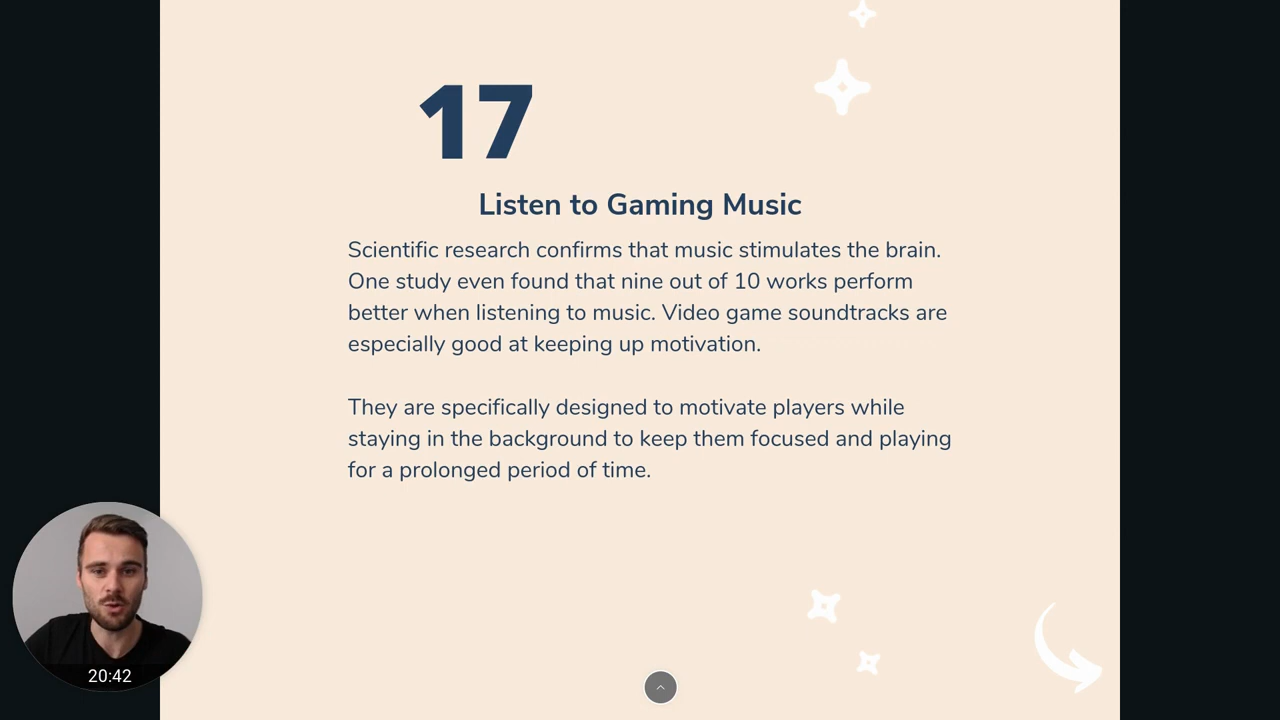 17
Listen to Gaming Music
Scientific research confirms that music stimulates the brain.
One study even found that nine out of 10 works perform
better when listening to music. Video game soundtracks are
especially good at keeping up motivation.
They are specifically designed to motivate players while
staying in the background to keep them focused and playing
for a prolonged period of time.
20:42